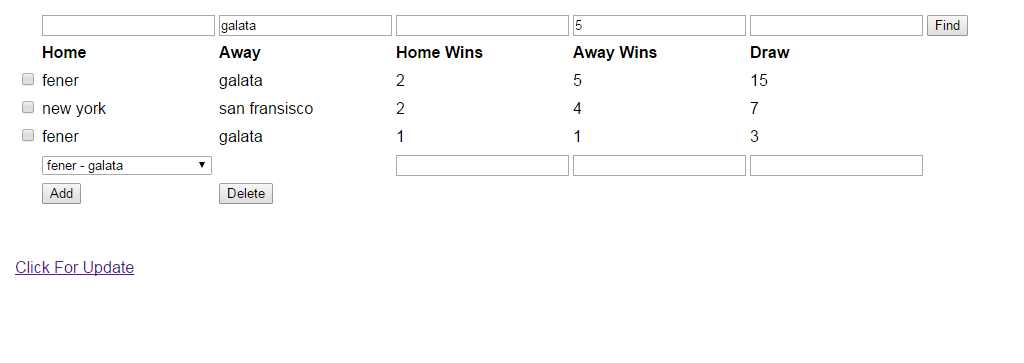 galata 5 Find
Home Away Home Wins Away Wins Draw
fener galata 2 5 15
new york san fransisco 2 4 7
fener galata 1 1 3
fener - galata
Add Delete
Click For Update